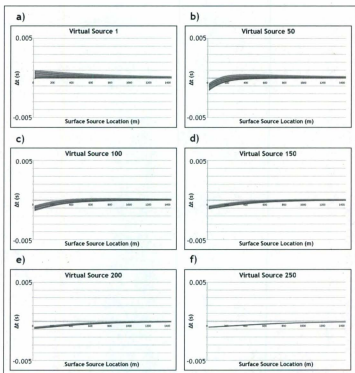 a)
Virtual Source 1
0.005
Δt (s)
-0.005
Surface Source Location (m)
b)
Virtual Source 50
0.005
Δt (s)
-0.005
Surface Source Location (m)
c)
Virtual Source 100
0.005
Δt (s)
-0.005
Surface Source Location (m)
d)
Virtual Source 150
0.005
Δt (s)
-0.005
Surface Source Location (m)
e)
Virtual Source 200
0.005
Δt (s)
-0.005
Surface Source Location (m)
f)
Virtual Source 250
0.005
Δt (s)
-0.005
Surface Source Location (m)